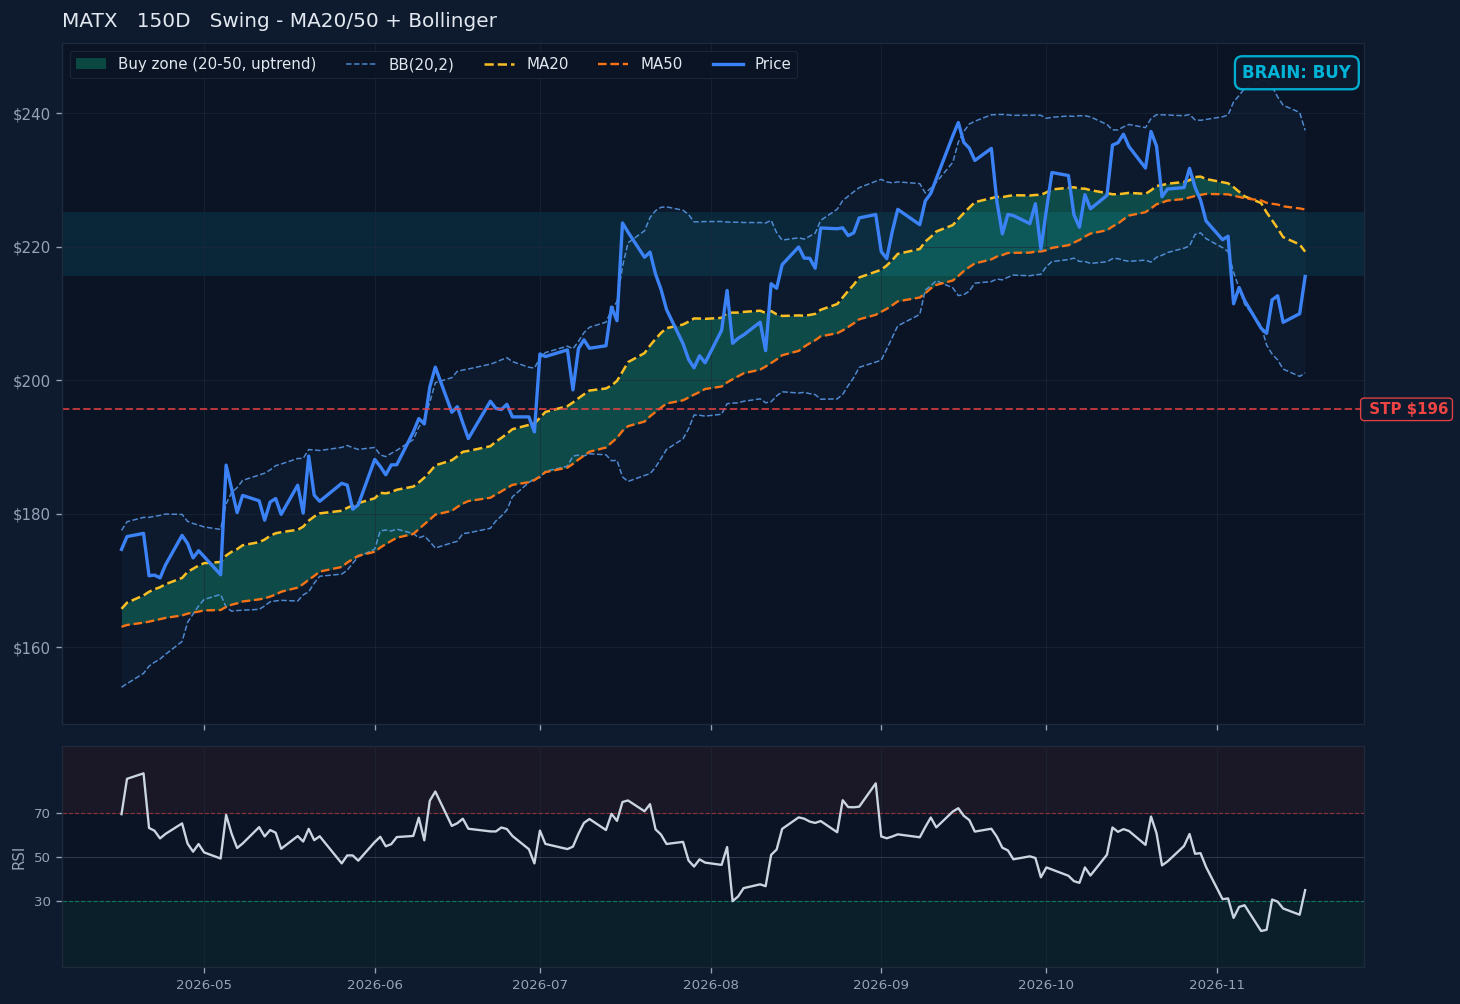 MATX   150D   Swing - MA20/50 + Bollinger
Buy zone (20-50, uptrend)   BB(20,2)   MA20   MA50   Price
BRAIN: BUY
$240
$220
$200
STP $196
$180
$160
70
50
30
RSI
2026-05   2026-06   2026-07   2026-08   2026-09   2026-10   2026-11